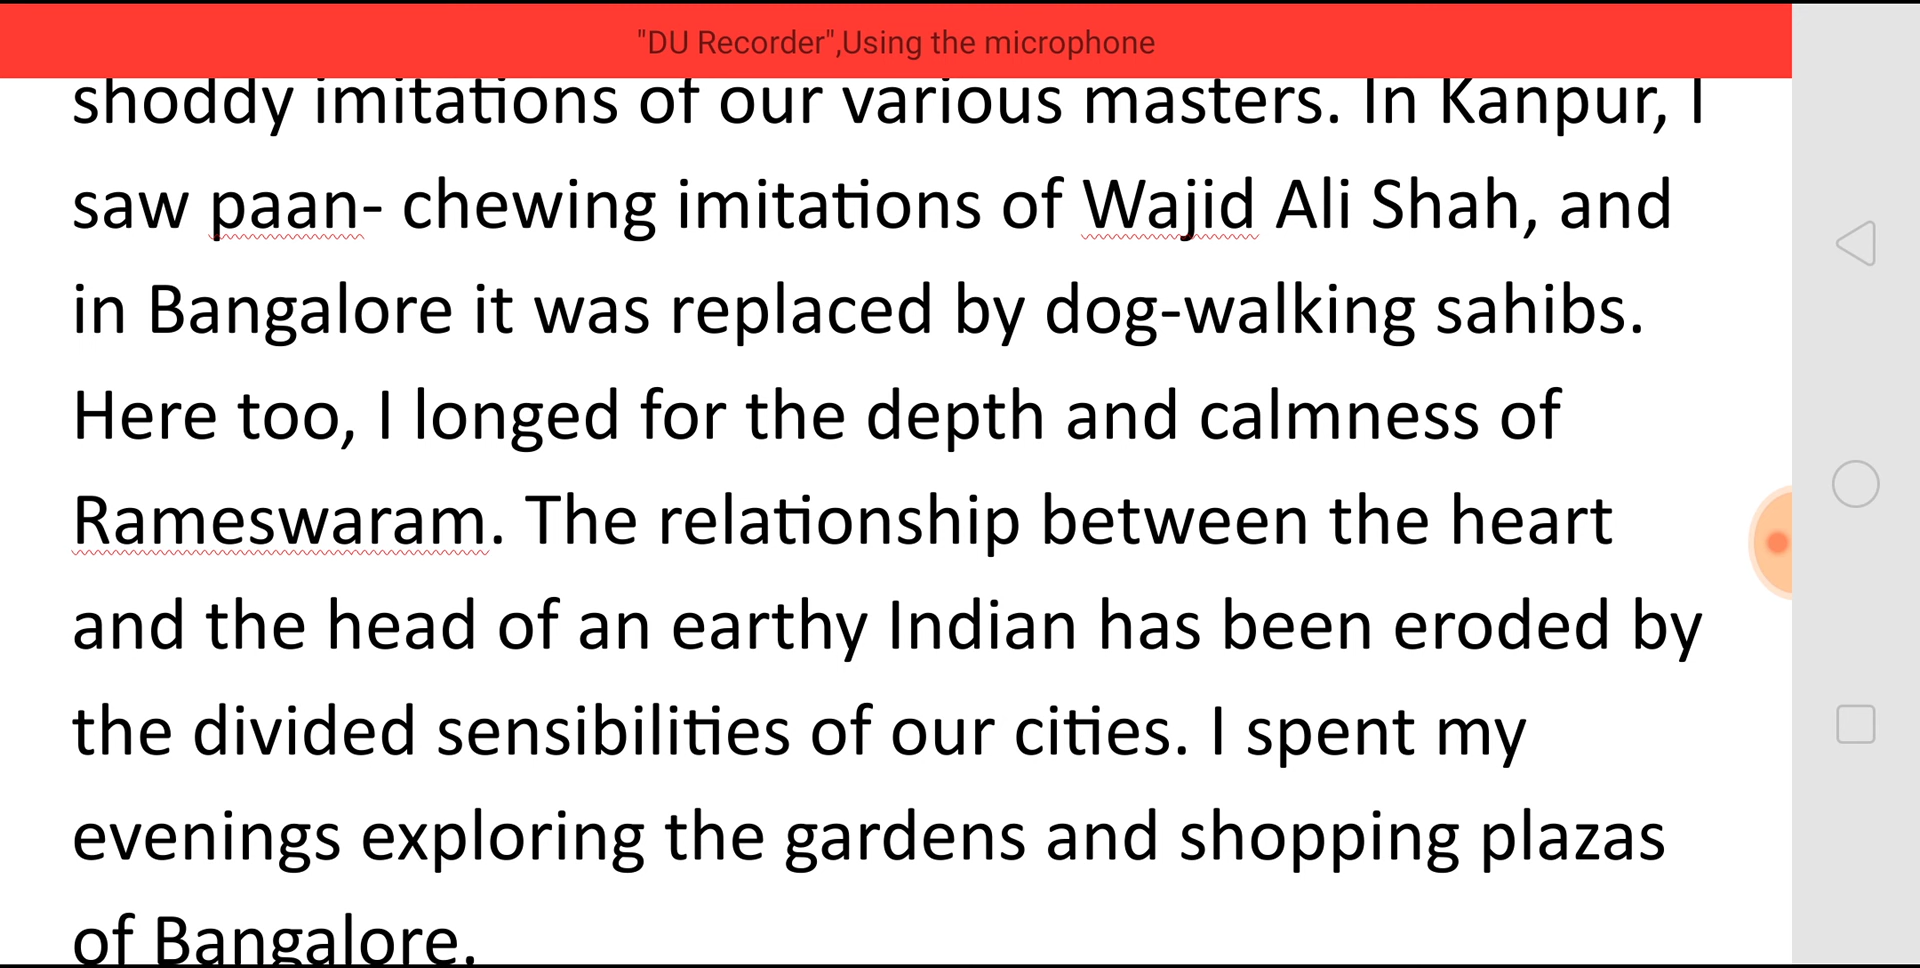 "DU Recorder",Using the microphone
shoddy imitations of our various masters. In Kanpur, I
saw paan- chewing imitations of Wajid Ali Shah, and
in Bangalore it was replaced by dog-walking sahibs.
Here too, I longed for the depth and calmness of
Rameswaram. The relationship between the heart
and the head of an earthy Indian has been eroded by
the divided sensibilities of our cities. I spent my
evenings exploring the gardens and shopping plazas
of Bangalore.